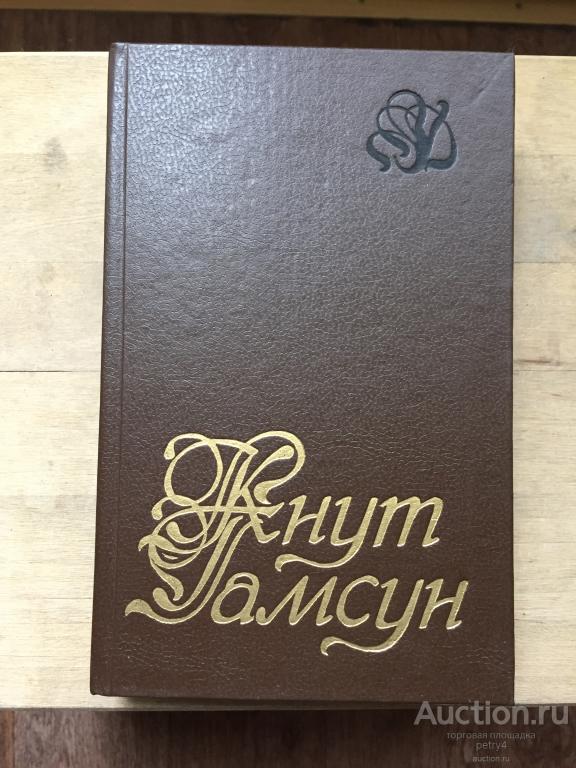 Кнут
Гамсун
Auction.ru
торговая площадка
petry4
auction.ru